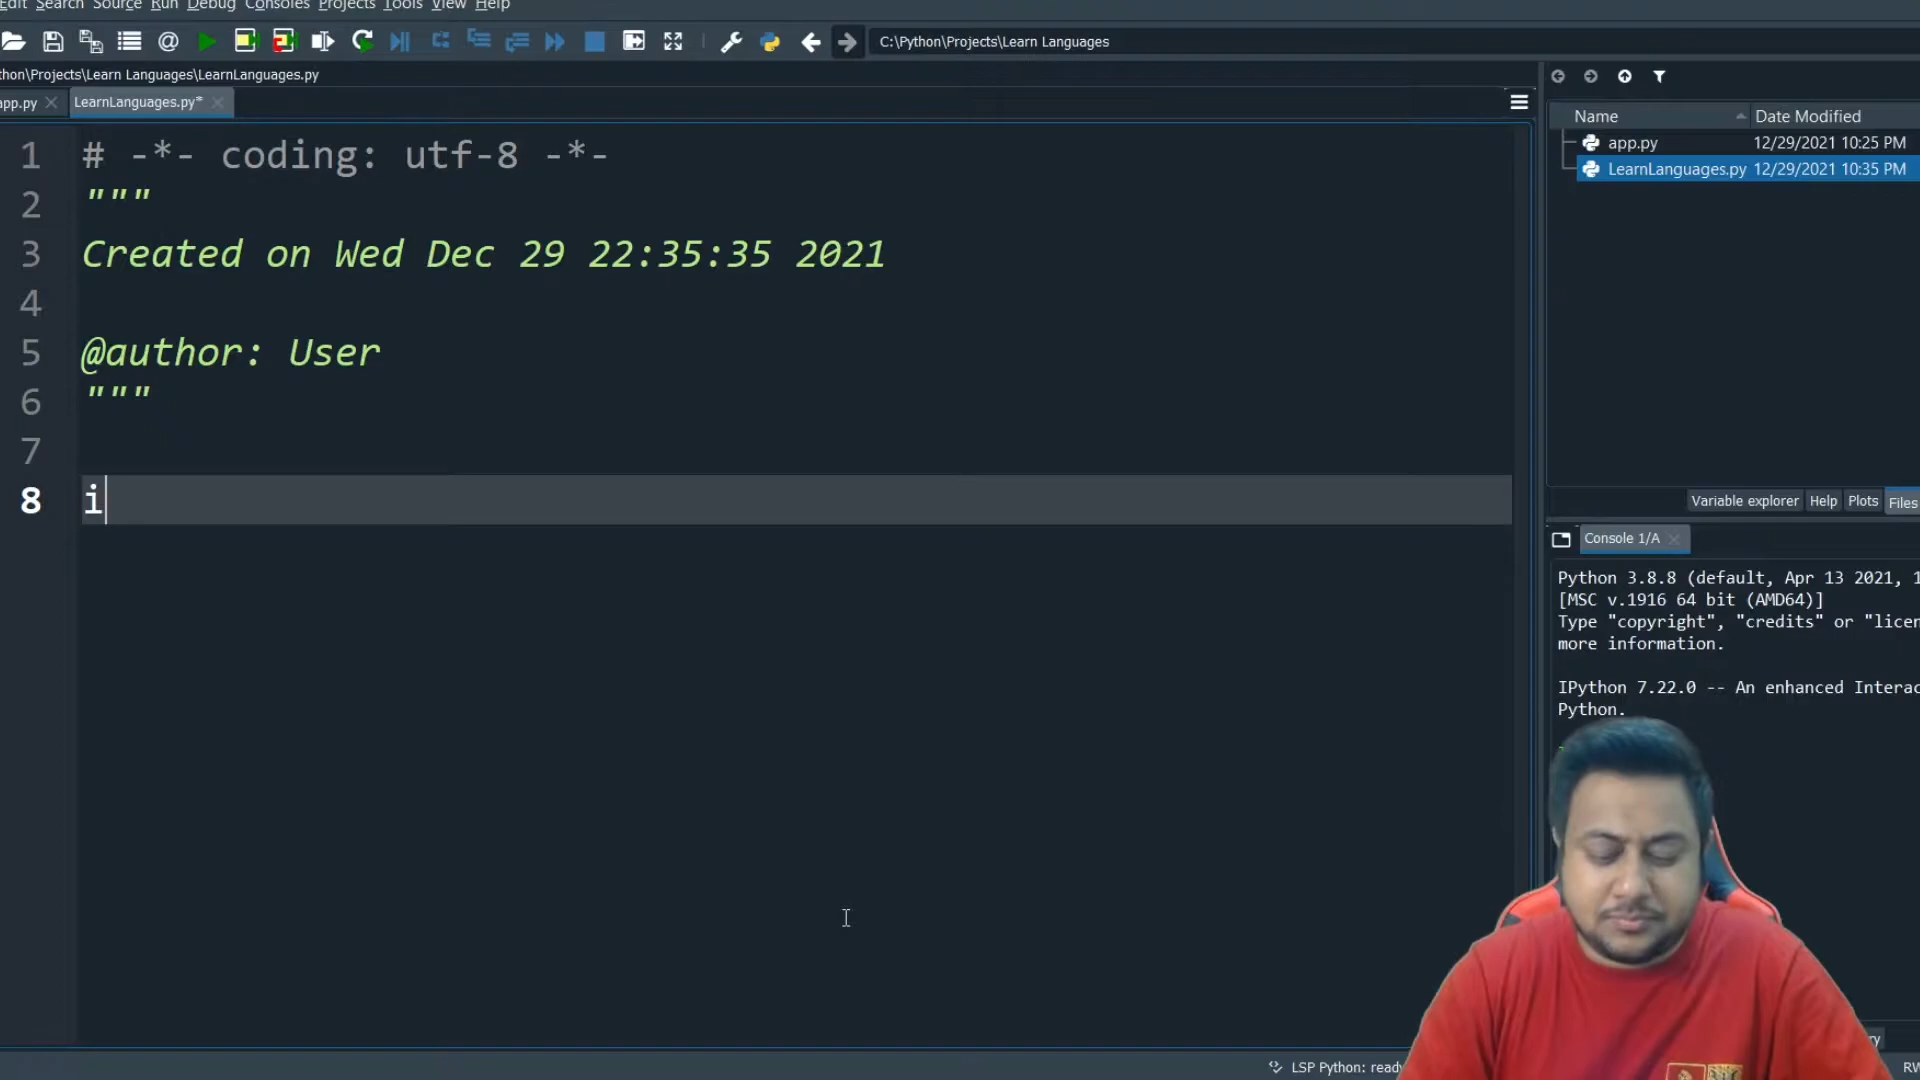 Edit Search Source Run Debug Consoles Projects Tools View Help
C:\Python\Projects\Learn Languages
thon\Projects\Learn Languages\LearnLanguages.py
app.py
LearnLanguages.py*
1 # -*- coding: utf-8 -*-
2 """
3 Created on Wed Dec 29 22:35:35 2021
4
5 @author: User
6 """
7
8 i
Name Date Modified
app.py 12/29/2021 10:25 PM
LearnLanguages.py 12/29/2021 10:35 PM
Variable explorer Help Plots Files
Console 1/A
Python 3.8.8 (default, Apr 13 2021, 1
[MSC v.1916 64 bit (AMD64)]
Type "copyright", "credits" or "licen
more information.
IPython 7.22.0 -- An enhanced Interac
Python.
LSP Python: ready
RW